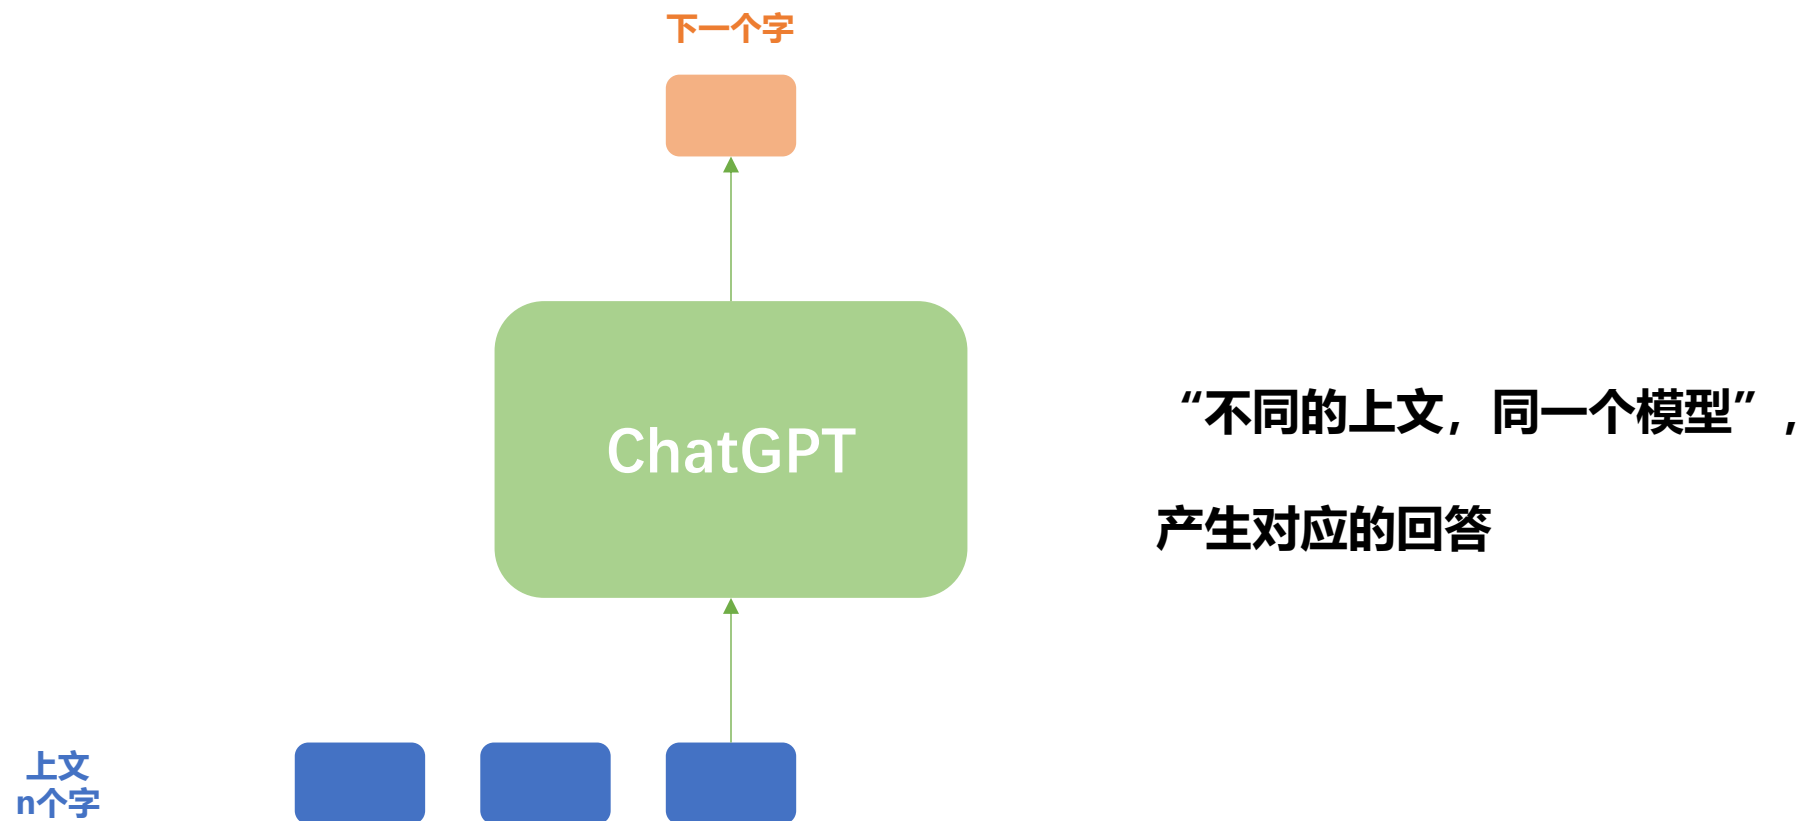 下一个字
ChatGPT
“不同的上文，同一个模型”，
产生对应的回答
上文
n个字